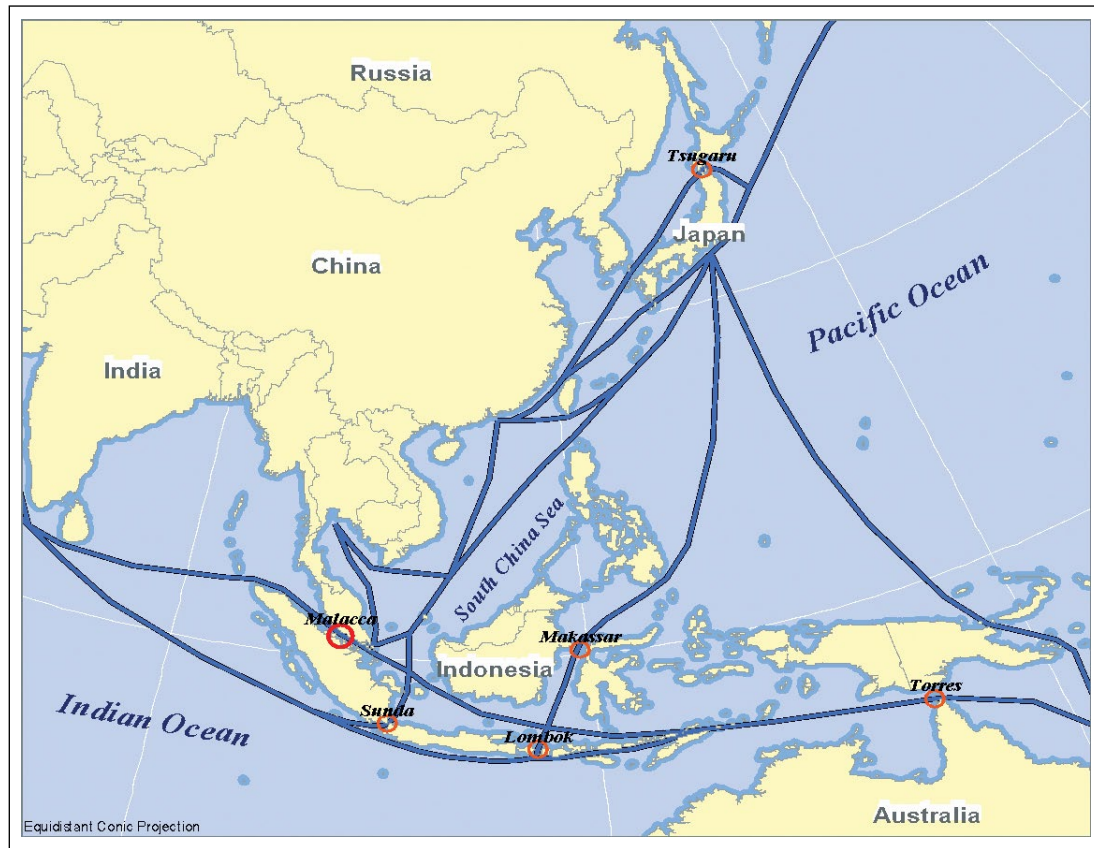 Russia
Tsugaru
Japan
China
Pacific Ocean
India
South China Sea
Malacca
Makassar
Indonesia
Torres
Sunda
Indian Ocean
Lombok
Australia
Equidistant Conic Projection